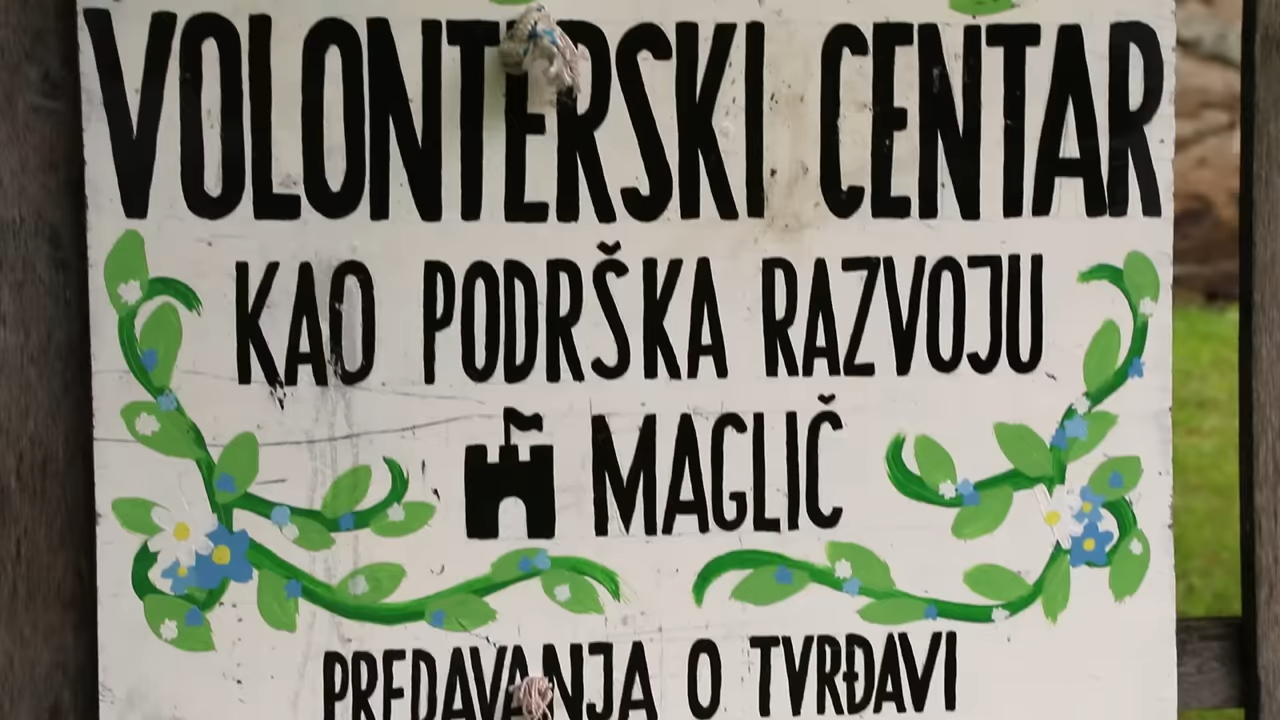 VOLONTERSKI CENTAR
KAO PODRŠKA RAZVOJU
MAGLIČ
PREDAVANJA O TVRĐAVI